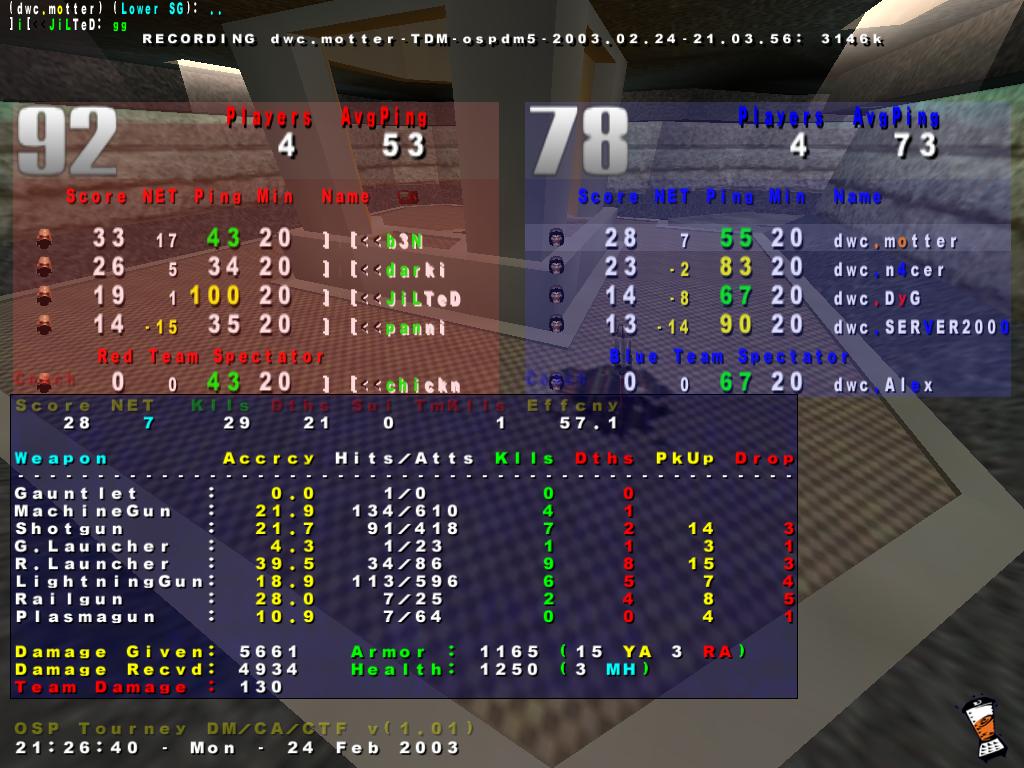 (dwc.motter) (Lower SG): ..
]i[<<JiLTeD: gg
RECORDING dwc.motter-TDM-ospdm5-2003.02.24-21.03.56: 3146k
92 Players AvgPing
4 53
Score NET Ping Min Name
33 17 43 20 ] [<<b3N
26 5 34 20 ] [<<darki
19 1 100 20 ] [<<JiLTeD
14 -15 35 20 ] [<<panni
Red Team Spectator
Coach 0 0 43 20 ] [<<chickn
78 Players AvgPing
4 73
Score NET Ping Min Name
28 7 55 20 dwc.motter
23 -2 83 20 dwc.n4cer
14 -8 67 20 dwc.DyG
13 -14 90 20 dwc.SERVER2000
Blue Team Spectator
Coach 0 0 67 20 dwc.Alex
Score NET Klls Dths Sui TmKlls Effcny
28 7 29 21 0 1 57.1
Weapon Accrcy Hits/Atts Klls Dths PkUp Drop
Gauntlet : 0.0 1/0 0 0
MachineGun : 21.9 134/610 4 1
Shotgun : 21.7 91/418 7 2 14 3
G.Launcher : 4.3 1/23 1 1 3 1
R.Launcher : 39.5 34/86 9 8 15 3
LightningGun: 18.9 113/596 6 5 7 4
Railgun : 28.0 7/25 2 4 8 5
Plasmagun : 10.9 7/64 0 0 4 1
Damage Given: 5661 Armor : 1165 (15 YA 3 RA)
Damage Recvd: 4934 Health: 1250 (3 MH)
Team Damage : 130
OSP Tourney DM/CA/CTF v(1.01)
21:26:40 - Mon - 24 Feb 2003